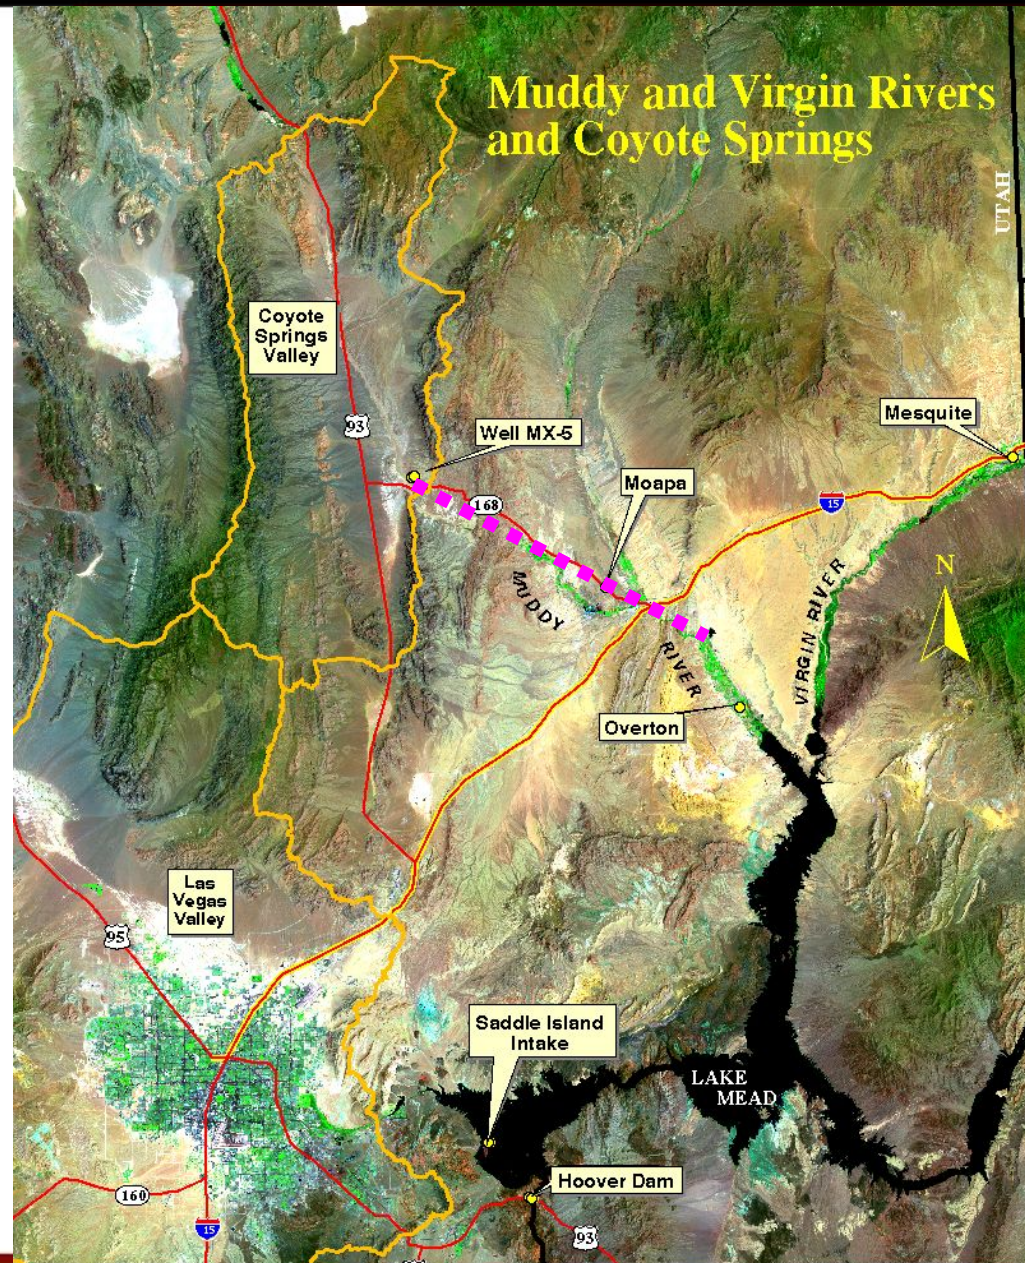 Muddy and Virgin Rivers
and Coyote Springs
UTAH
Coyote
Springs
Valley
93
Well MX-5
Mesquite
168
Moapa
15
N
MUDDY
RIVER
VIRGIN RIVER
Overton
Las
Vegas
Valley
95
Saddle Island
Intake
LAKE
MEAD
Hoover Dam
160
15
93